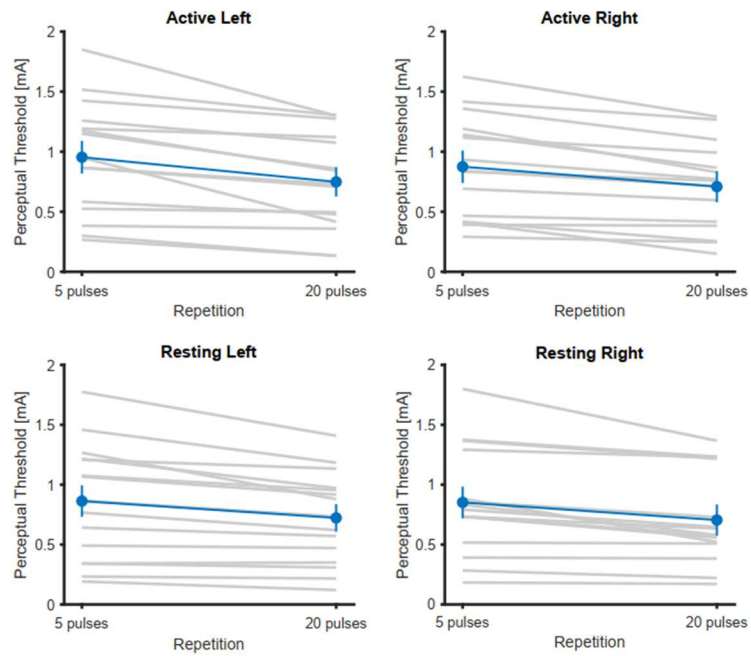 Active Left
Perceptual Threshold [mA]
2
1.5
1
0.5
0
5 pulses
20 pulses
Repetition
Active Right
Perceptual Threshold [mA]
2
1.5
1
0.5
0
5 pulses
20 pulses
Repetition
Resting Left
Perceptual Threshold [mA]
2
1.5
1
0.5
0
5 pulses
20 pulses
Repetition
Resting Right
Perceptual Threshold [mA]
2
1.5
1
0.5
0
5 pulses
20 pulses
Repetition